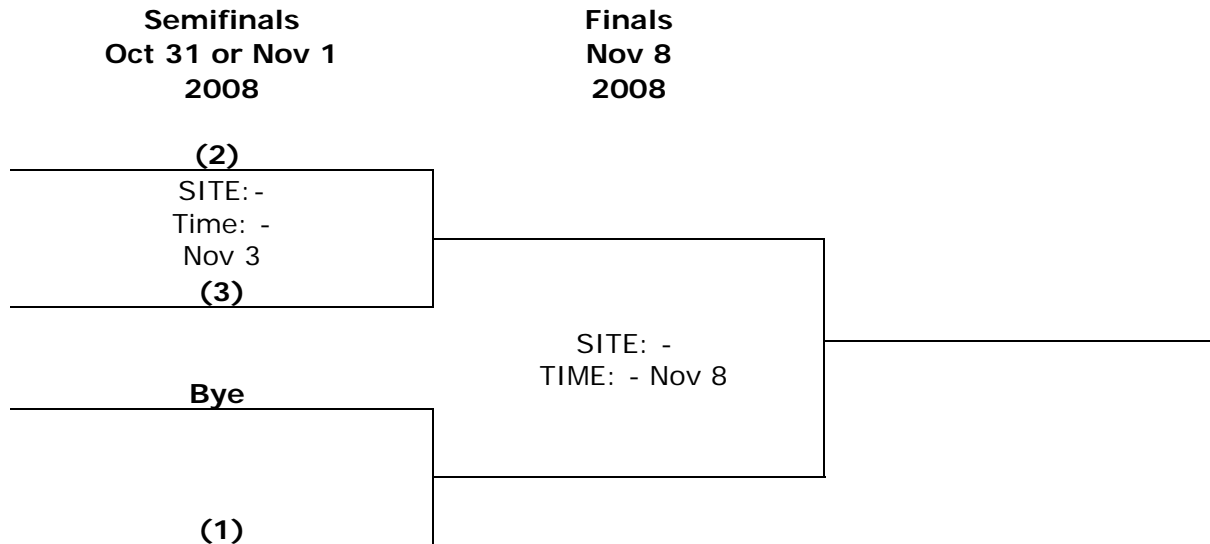 Semifinals
Oct 31 or Nov 1
2008
Finals
Nov 8
2008
(2)
SITE: -
Time: -
Nov 3
(3)
SITE: -
TIME: - Nov 8
Bye
(1)